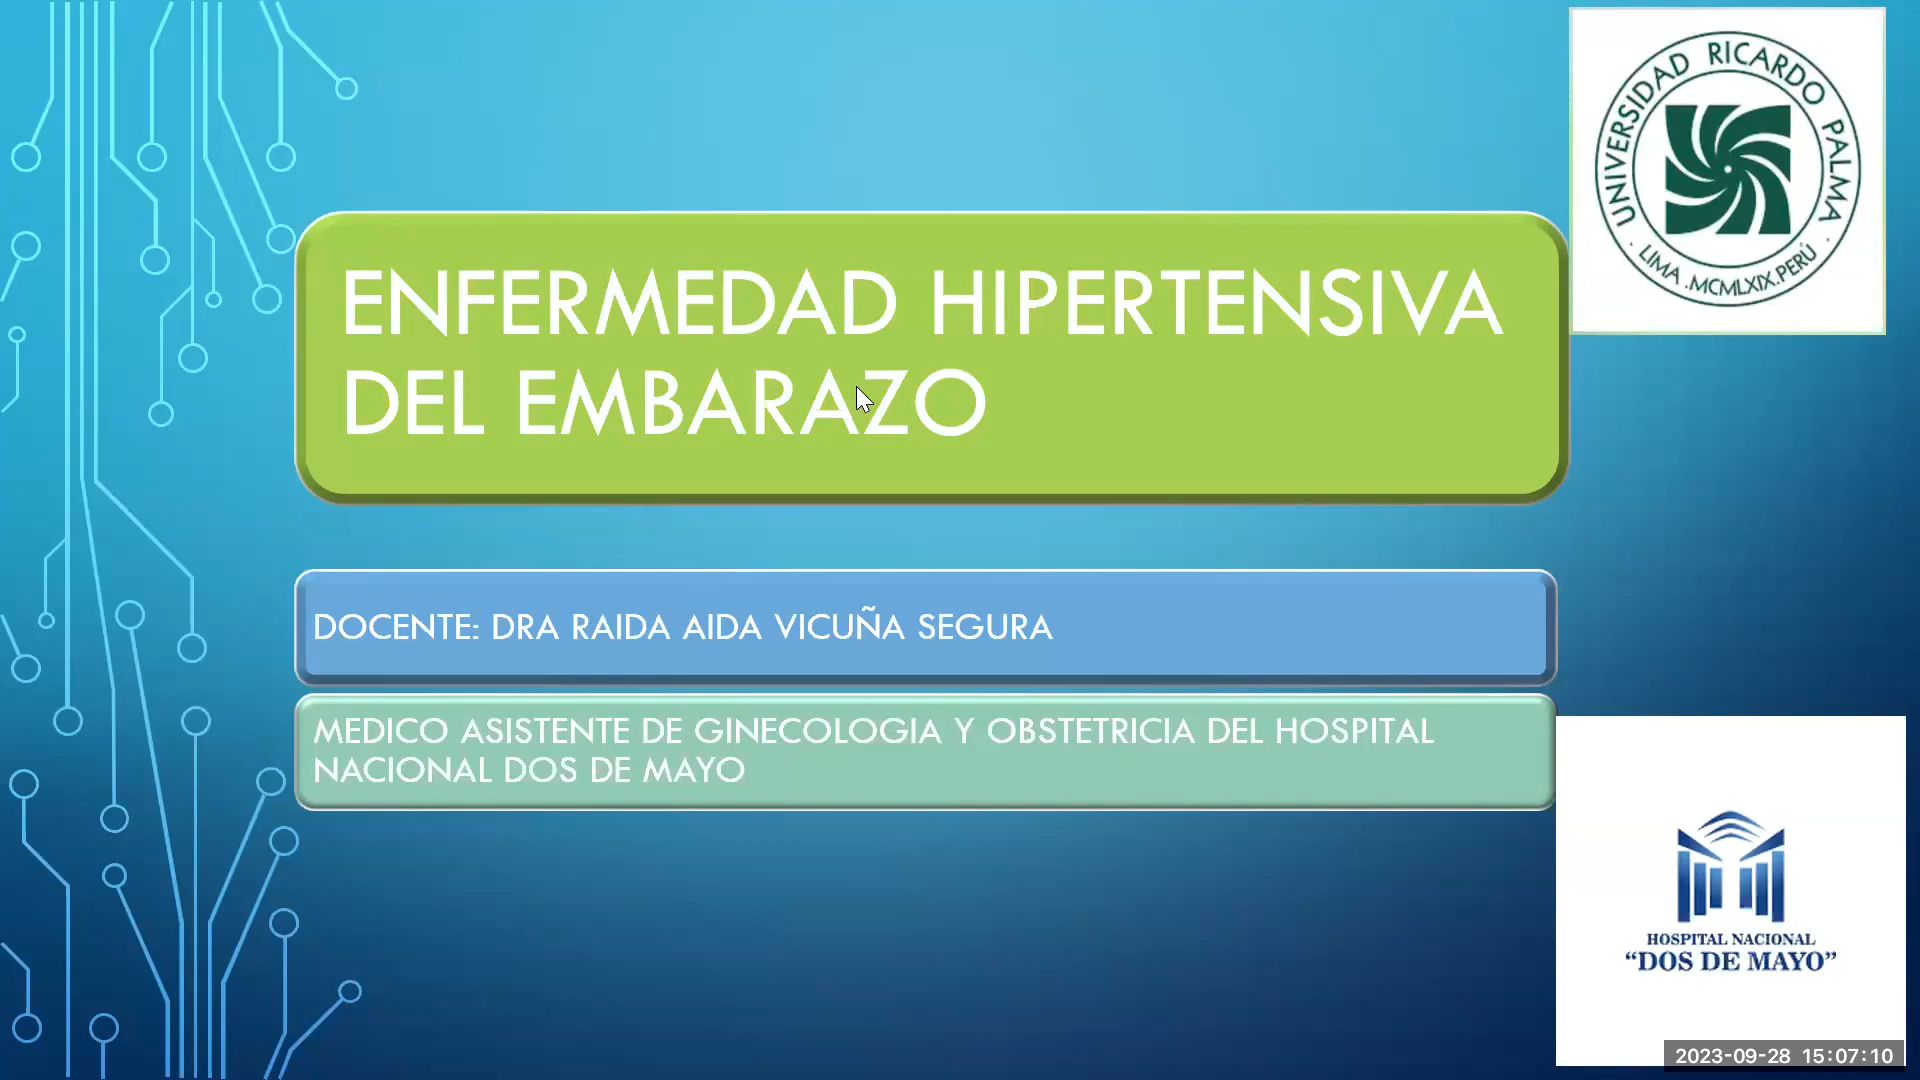 UNIVERSIDAD RICARDO PALMA
LIMA .MCMLXIX.PERÚ
ENFERMEDAD HIPERTENSIVA
DEL EMBARAZO
DOCENTE: DRA RAIDA AIDA VICUÑA SEGURA
MEDICO ASISTENTE DE GINECOLOGIA Y OBSTETRICIA DEL HOSPITAL
NACIONAL DOS DE MAYO
HOSPITAL NACIONAL
“DOS DE MAYO”
2023-09-28 15:07:10